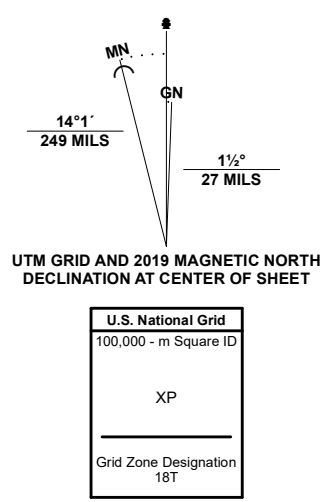 MN
GN
14°1´
249 MILS
1½°
27 MILS
UTM GRID AND 2019 MAGNETIC NORTH
DECLINATION AT CENTER OF SHEET
U.S. National Grid
100,000 - m Square ID
XP
Grid Zone Designation
18T